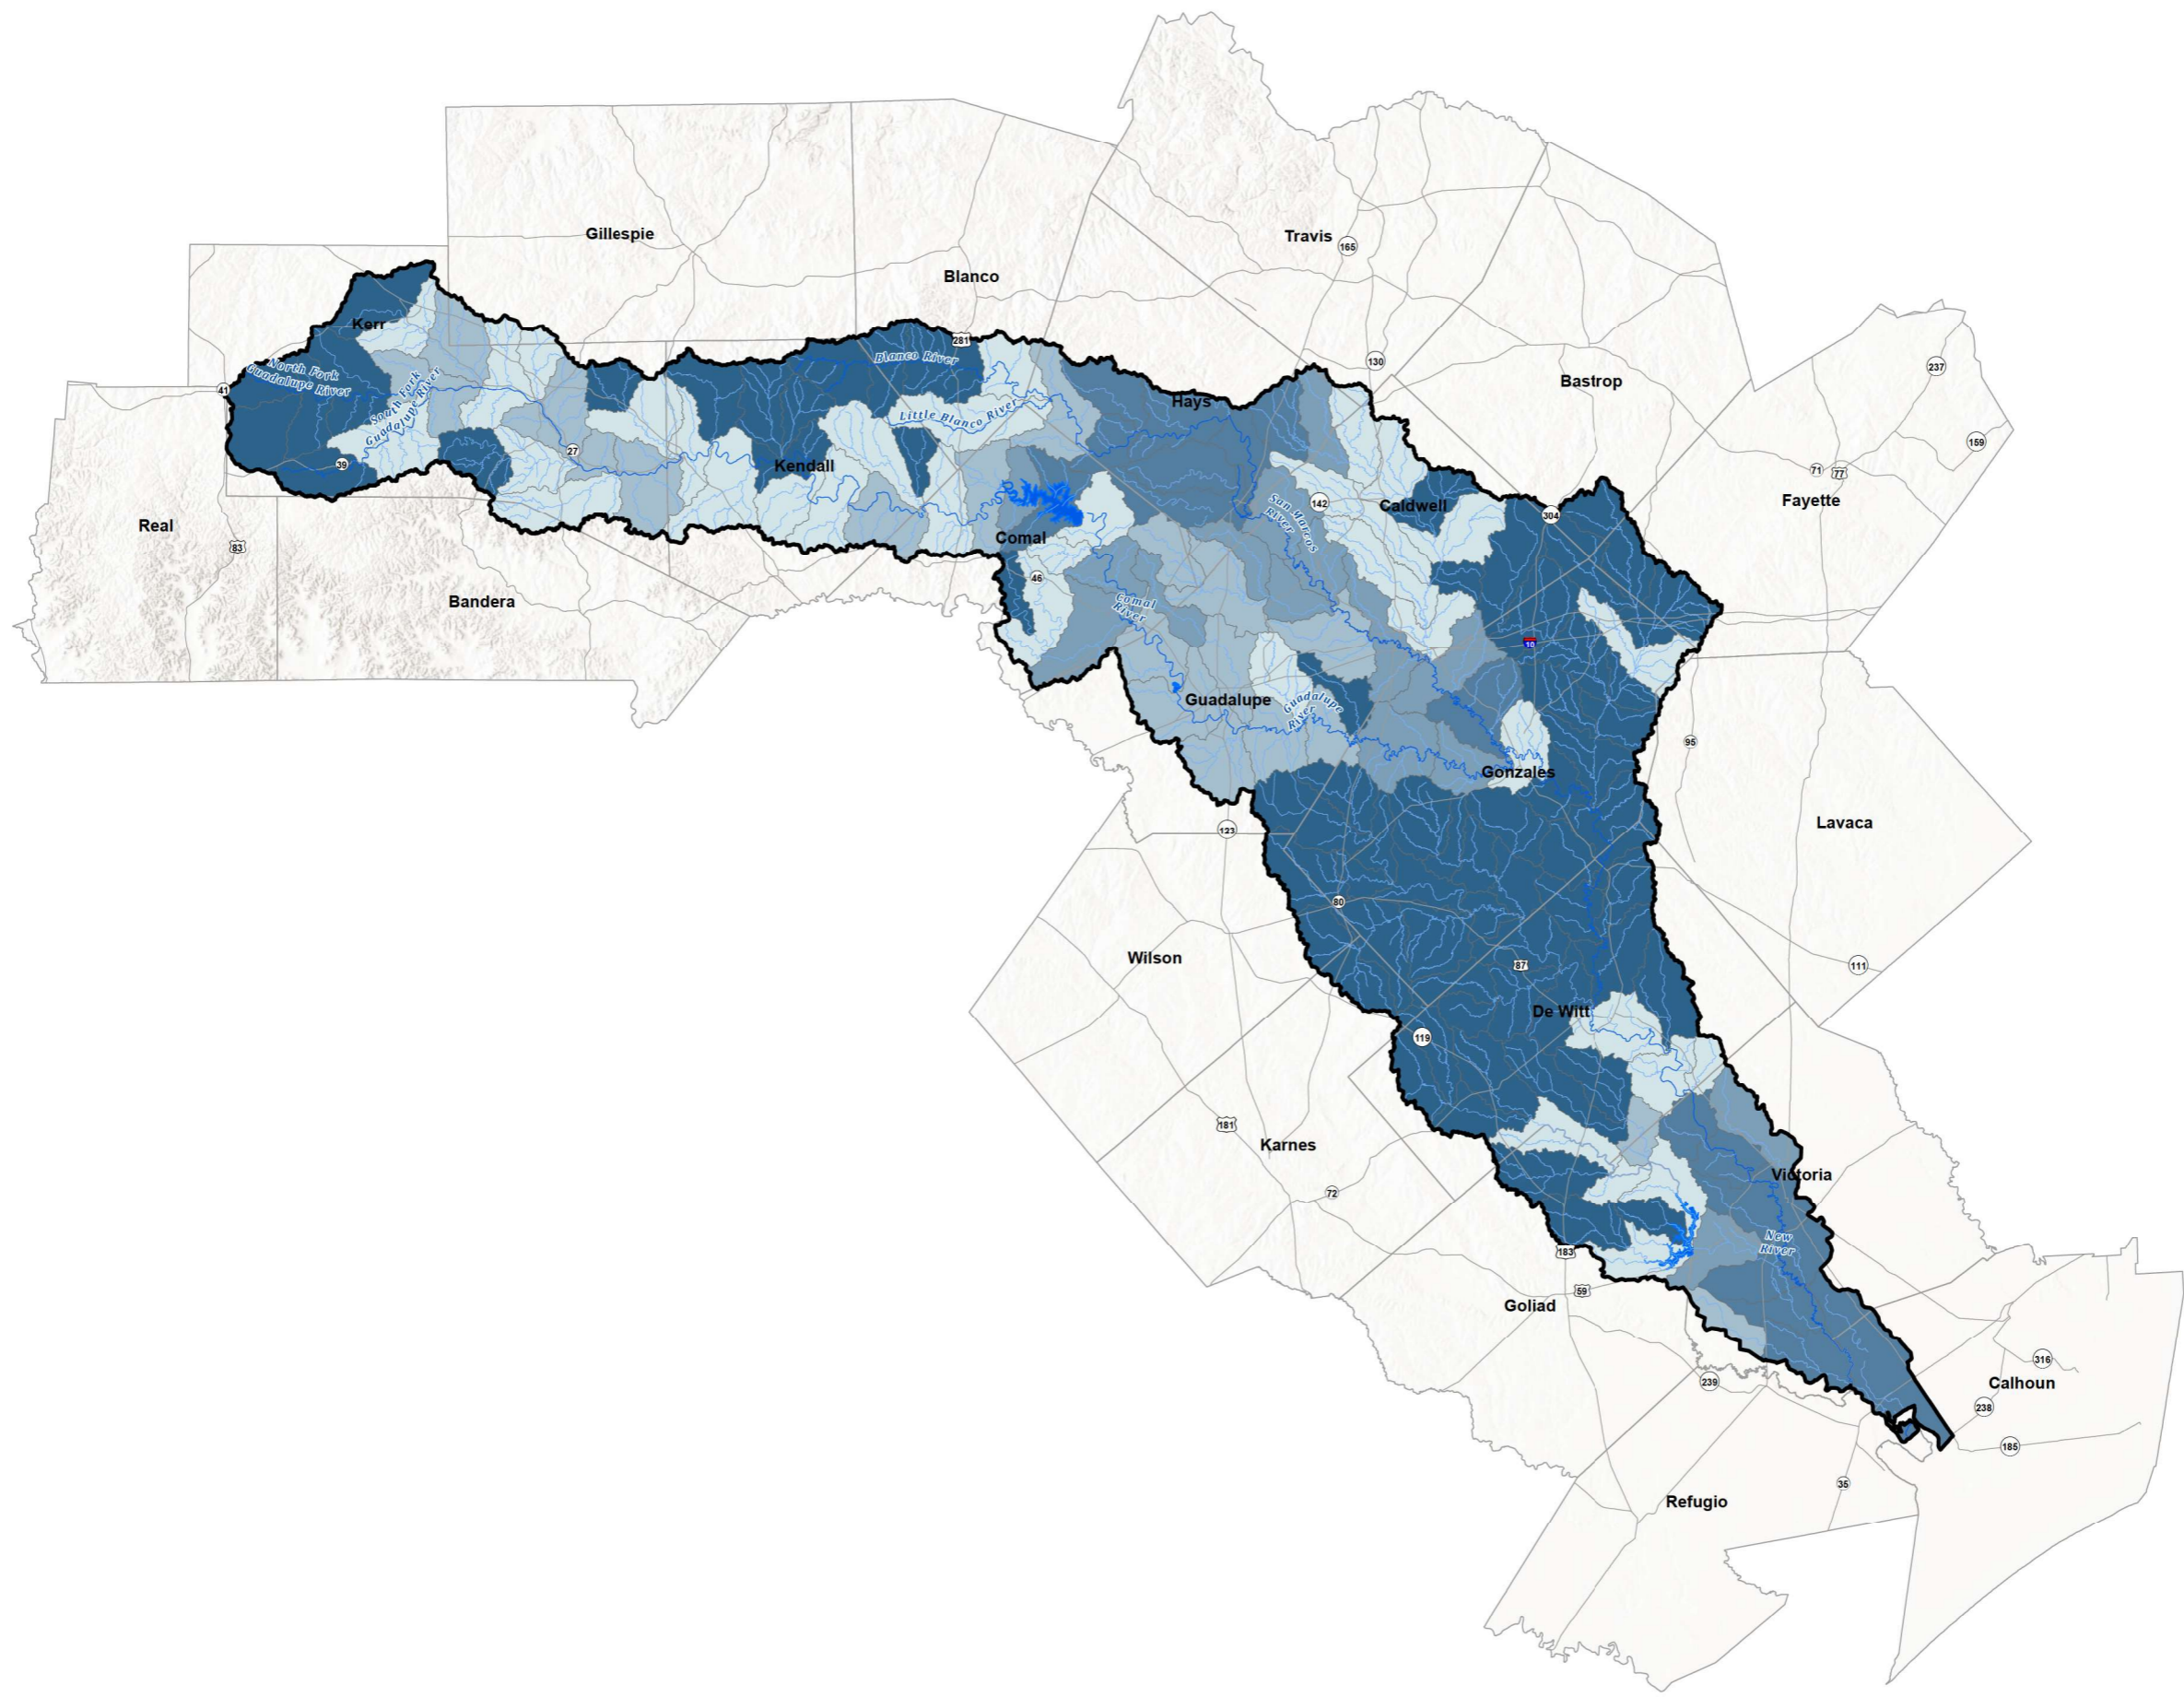 Gillespie
Travis
165
Blanco
Kerr
281
Blanco River
North Fork
Guadalupe River
41
South Fork
Guadalupe River
130
Bastrop
237
Hays
Little Blanco River
159
27
39
Kendall
71
77
Fayette
Real
83
142
Caldwell
304
San Marcos
River
Comal
46
Bandera
Comal
River
10
Guadalupe
Guadalupe
River
95
Gonzales
123
Lavaca
80
Wilson
87
111
De Witt
119
181
Karnes
72
Victoria
New
River
183
59
Goliad
316
239
Calhoun
238
185
35
Refugio